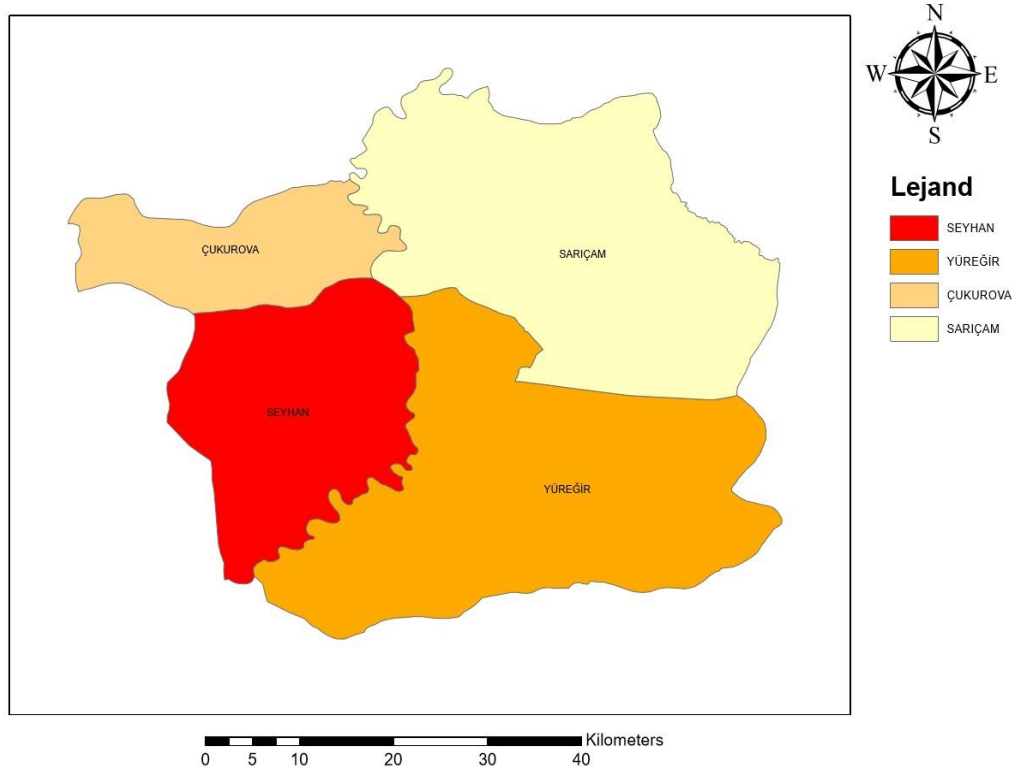 N
W E
S
Lejand
SEYHAN
YÜREĞİR
ÇUKUROVA
SARIÇAM
ÇUKUROVA
SARIÇAM
SEYHAN
YÜREĞİR
Kilometers
0 5 10 20 30 40